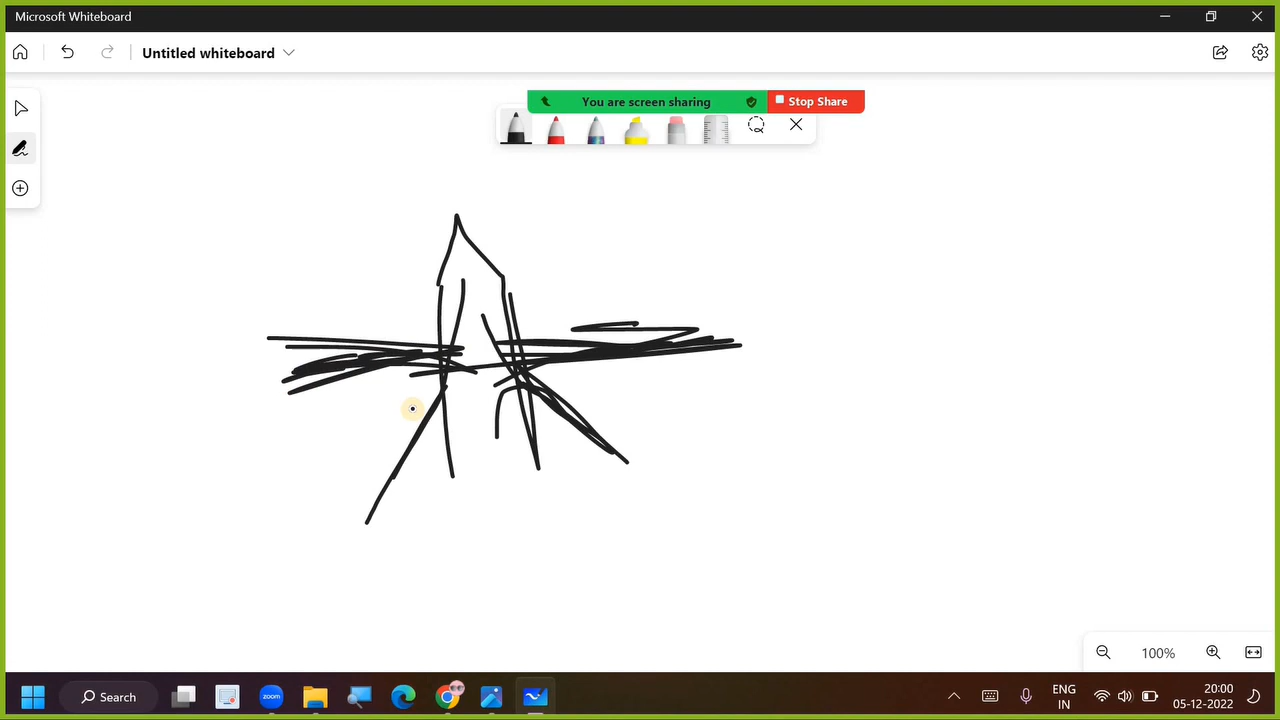 Microsoft Whiteboard
Untitled whiteboard
You are screen sharing
Stop Share
100%
Search
zoom
ENG
IN
20:00
05-12-2022